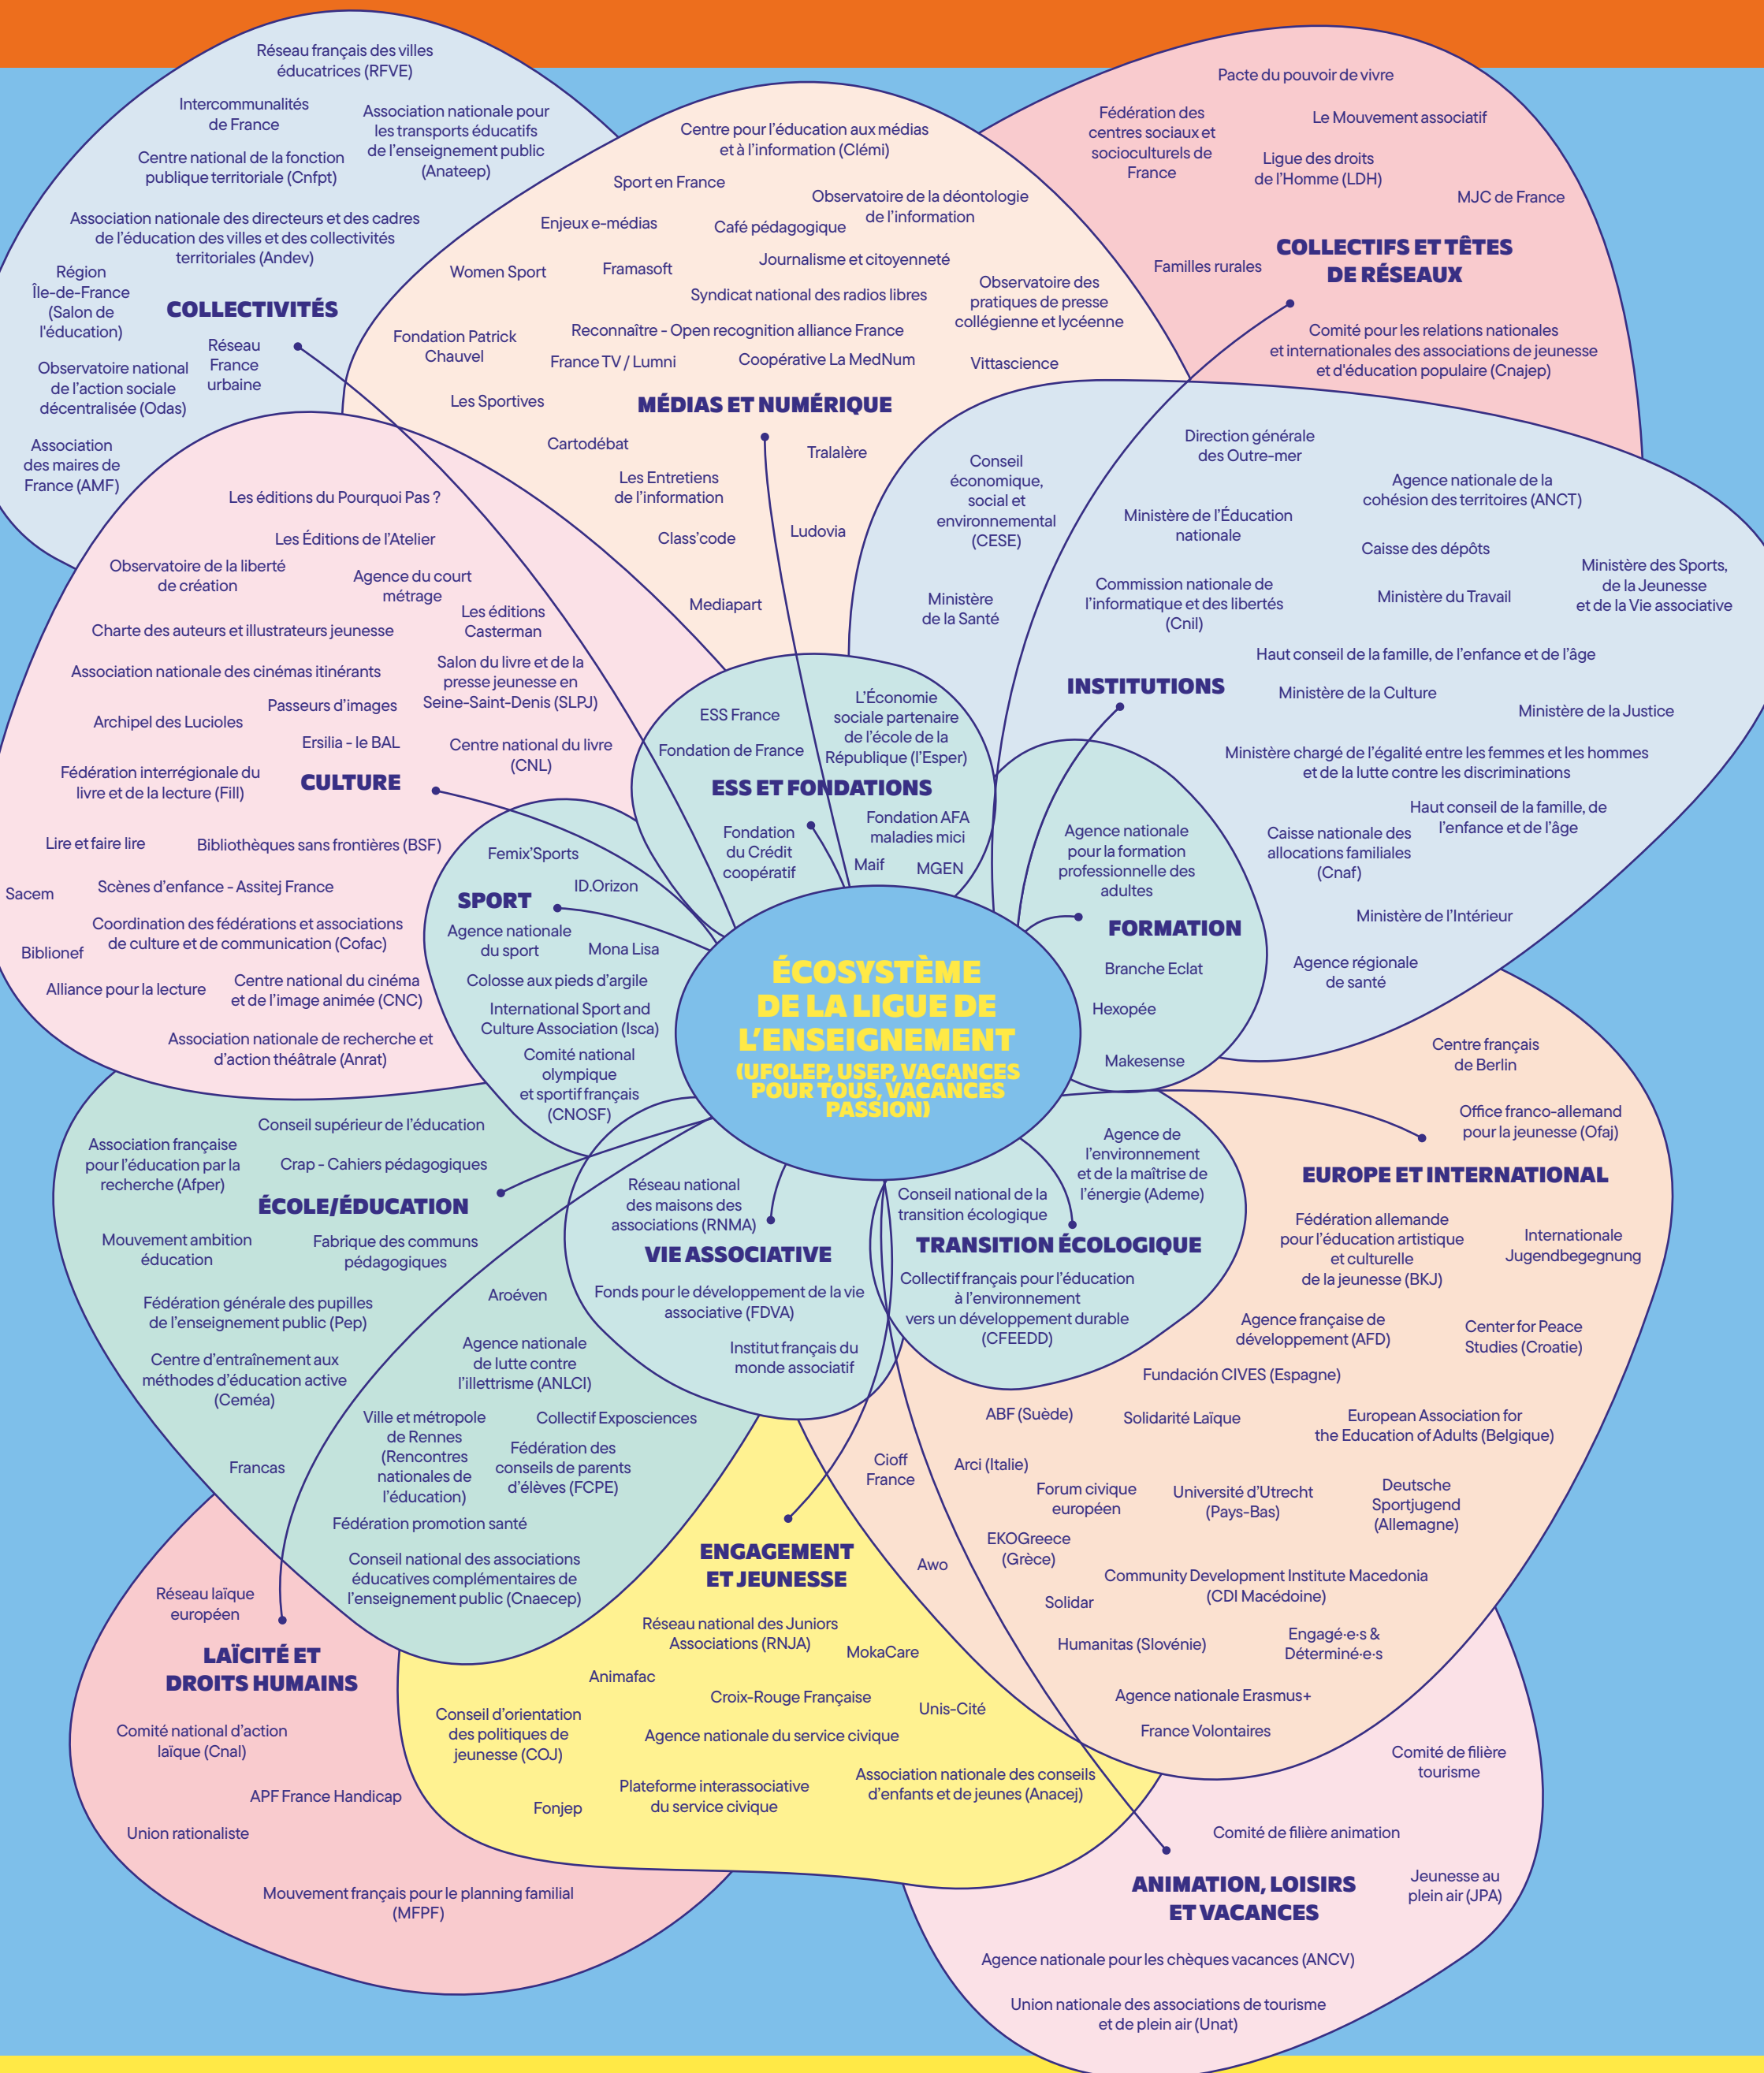 Réseau français des villes
éducatrices (RFVE)
Intercommunalités
de France
Association nationale pour
les transports éducatifs
de l'enseignement public
(Anateep)
Centre national de la fonction
publique territoriale (Cnfpt)
Association nationale des directeurs et des cadres
de l'éducation des villes et des collectivités
territoriales (Andev)
Région
Île-de-France
(Salon de
l'éducation)
COLLECTIVITÉS
Réseau
France
urbaine
Observatoire national
de l'action sociale
décentralisée (Odas)
Association
des maires de
France (AMF)
Centre pour l'éducation aux médias
et à l'information (Clémi)
Sport en France
Observatoire de la déontologie
de l'information
Enjeux e-médias
Café pédagogique
Journalisme et citoyenneté
Women Sport
Framasoft
Syndicat national des radios libres
Observatoire des
pratiques de presse
collégienne et lycéenne
Fondation Patrick
Chauvel
Reconnaître - Open recognition alliance France
France TV / Lumni
Coopérative La MedNum
Vittascience
Les Sportives
MÉDIAS ET NUMÉRIQUE
Cartodébat
Tralalère
Les Entretiens
de l'information
Class'code
Ludovia
Mediapart
Pacte du pouvoir de vivre
Fédération des
centres sociaux et
socioculturels de
France
Le Mouvement associatif
Ligue des droits
de l'Homme (LDH)
MJC de France
COLLECTIFS ET TÊTES
DE RÉSEAUX
Familles rurales
Comité pour les relations nationales
et internationales des associations de jeunesse
et d'éducation populaire (Cnajep)
Conseil
économique,
social et
environnemental
(CESE)
Direction générale
des Outre-mer
Agence nationale de la
cohésion des territoires (ANCT)
Ministère de l'Éducation
nationale
Caisse des dépôts
Ministère des Sports,
de la Jeunesse
et de la Vie associative
Commission nationale de
l'informatique et des libertés
(Cnil)
Ministère du Travail
Ministère
de la Santé
Haut conseil de la famille, de l'enfance et de l'âge
INSTITUTIONS
Ministère de la Culture
Ministère de la Justice
Ministère chargé de l'égalité entre les femmes et les hommes
et de la lutte contre les discriminations
Haut conseil de la famille, de
l'enfance et de l'âge
Caisse nationale des
allocations familiales
(Cnaf)
Ministère de l'Intérieur
Agence régionale
de santé
Les éditions du Pourquoi Pas ?
Les Éditions de l'Atelier
Observatoire de la liberté
de création
Agence du court
métrage
Les éditions
Casterman
Charte des auteurs et illustrateurs jeunesse
Association nationale des cinémas itinérants
Salon du livre et de la
presse jeunesse en
Seine-Saint-Denis (SLPJ)
Passeurs d'images
Archipel des Lucioles
Ersilia - le BAL
Centre national du livre
(CNL)
Fédération interrégionale du
livre et de la lecture (Fill)
CULTURE
Lire et faire lire
Bibliothèques sans frontières (BSF)
Sacem
Scènes d'enfance - Assitej France
Coordination des fédérations et associations
de culture et de communication (Cofac)
Biblionef
Alliance pour la lecture
Centre national du cinéma
et de l'image animée (CNC)
Association nationale de recherche et
d'action théâtrale (Anrat)
ESS France
L'Économie
sociale partenaire
de l'école de la
République (l'Esper)
Fondation de France
ESS ET FONDATIONS
Fondation
du Crédit
coopératif
Fondation AFA
maladies mici
Maif
MGEN
Femix'Sports
ID.Orizon
SPORT
Agence nationale
du sport
Mona Lisa
Colosse aux pieds d'argile
International Sport and
Culture Association (Isca)
Comité national
olympique
et sportif français
(CNOSF)
Agence nationale
pour la formation
professionnelle des
adultes
FORMATION
Branche Eclat
Hexopée
Makesense
ÉCOSYSTÈME
DE LA LIGUE DE
L'ENSEIGNEMENT
(UFOLEP, USEP, VACANCES
POUR TOUS, VACANCES
PASSION)
Conseil supérieur de l'éducation
Association française
pour l'éducation par la
recherche (Afper)
Crap - Cahiers pédagogiques
ÉCOLE/ÉDUCATION
Mouvement ambition
éducation
Fabrique des communs
pédagogiques
Aroéven
Fédération générale des pupilles
de l'enseignement public (Pep)
Agence nationale
de lutte contre
l'illettrisme (ANLCI)
Centre d'entraînement aux
méthodes d'éducation active
(Ceméa)
Ville et métropole
de Rennes
(Rencontres
nationales de
l'éducation)
Collectif Exposciences
Fédération des
conseils de parents
d'élèves (FCPE)
Francas
Fédération promotion santé
Conseil national des associations
éducatives complémentaires de
l'enseignement public (Cnaecep)
Réseau national
des maisons des
associations (RNMA)
VIE ASSOCIATIVE
Fonds pour le développement de la vie
associative (FDVA)
Institut français du
monde associatif
Agence de
l'environnement
et de la maîtrise de
l'énergie (Ademe)
Conseil national de la
transition écologique
TRANSITION ÉCOLOGIQUE
Collectif français pour l'éducation
à l'environnement
vers un développement durable
(CFEEDD)
Centre français
de Berlin
Office franco-allemand
pour la jeunesse (Ofaj)
EUROPE ET INTERNATIONAL
Fédération allemande
pour l'éducation artistique
et culturelle
de la jeunesse (BKJ)
Internationale
Jugendbegegnung
Agence française de
développement (AFD)
Center for Peace
Studies (Croatie)
Fundación CIVES (Espagne)
ABF (Suède)
Solidarité Laïque
European Association for
the Education of Adults (Belgique)
Cioff
France
Arci (Italie)
Forum civique
européen
Université d'Utrecht
(Pays-Bas)
Deutsche
Sportjugend
(Allemagne)
EKOGreece
(Grèce)
Awo
Community Development Institute Macedonia
(CDI Macédoine)
Solidar
Humanitas (Slovénie)
Engagé·e·s &
Déterminé·e·s
Agence nationale Erasmus+
France Volontaires
Réseau laïque
européen
LAÏCITÉ ET
DROITS HUMAINS
Comité national d'action
laïque (Cnal)
APF France Handicap
Union rationaliste
Mouvement français pour le planning familial
(MFPF)
ENGAGEMENT
ET JEUNESSE
Réseau national des Juniors
Associations (RNJA)
MokaCare
Animafac
Croix-Rouge Française
Unis-Cité
Conseil d'orientation
des politiques de
jeunesse (COJ)
Agence nationale du service civique
Plateforme interassociative
du service civique
Association nationale des conseils
d'enfants et de jeunes (Anacej)
Fonjep
Comité de filière
tourisme
Comité de filière animation
ANIMATION, LOISIRS
ET VACANCES
Jeunesse au
plein air (JPA)
Agence nationale pour les chèques vacances (ANCV)
Union nationale des associations de tourisme
et de plein air (Unat)